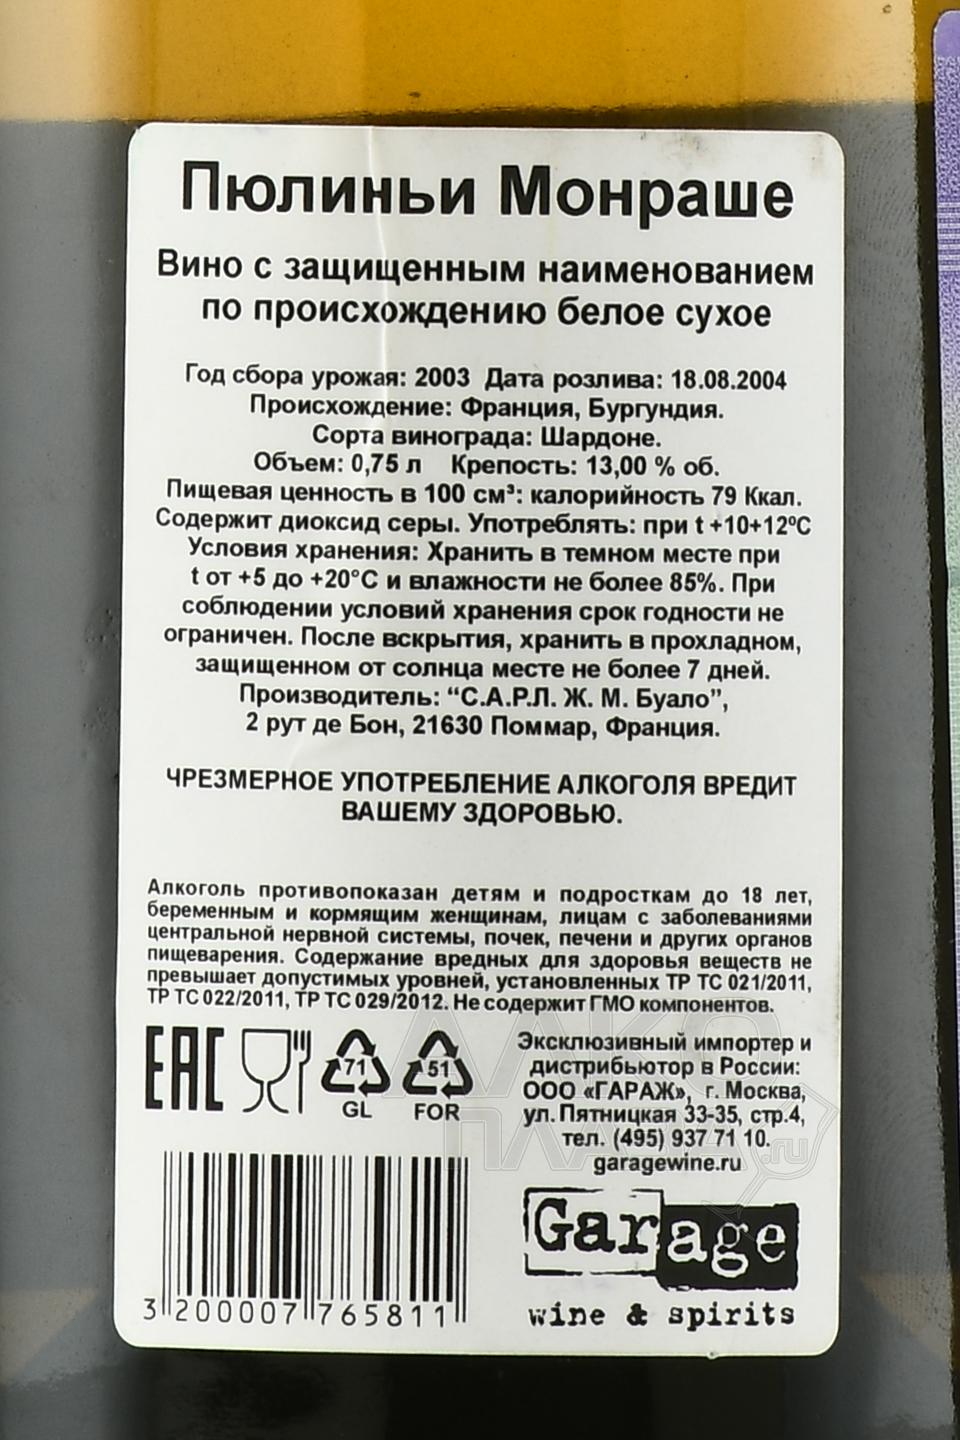 Пюлиньи Монраше
Вино с защищенным наименованием
по происхождению белое сухое
Год сбора урожая: 2003 Дата розлива: 18.08.2004
Происхождение: Франция, Бургундия.
Сорта винограда: Шардоне.
Объем: 0,75 л Крепость: 13,00 % об.
Пищевая ценность в 100 см³: калорийность 79 Ккал.
Содержит диоксид серы. Употреблять: при t +10+12ºС
Условия хранения: Хранить в темном месте при
t от +5 до +20°С и влажности не более 85%. При
соблюдении условий хранения срок годности не
ограничен. После вскрытия, хранить в прохладном,
защищенном от солнца месте не более 7 дней.
Производитель: “С.А.Р.Л. Ж. М. Буало”,
2 рут де Бон, 21630 Поммар, Франция.
ЧРЕЗМЕРНОЕ УПОТРЕБЛЕНИЕ АЛКОГОЛЯ ВРЕДИТ
ВАШЕМУ ЗДОРОВЬЮ.
Алкоголь противопоказан детям и подросткам до 18 лет,
беременным и кормящим женщинам, лицам с заболеваниями
центральной нервной системы, почек, печени и других органов
пищеварения. Содержание вредных для здоровья веществ не
превышает допустимых уровней, установленных ТР ТС 021/2011,
ТР ТС 022/2011, ТР ТС 029/2012. Не содержит ГМО компонентов.
EAC
71
GL
51
FOR
Эксклюзивный импортер и
дистрибьютор в России:
ООО «ГАРАЖ», г. Москва,
ул. Пятницкая 33-35, стр.4,
тел. (495) 937 71 10.
garagewine.ru
Garage
wine & spirits
3 200007 765811
АЛКО
ПЛАЗА.ru